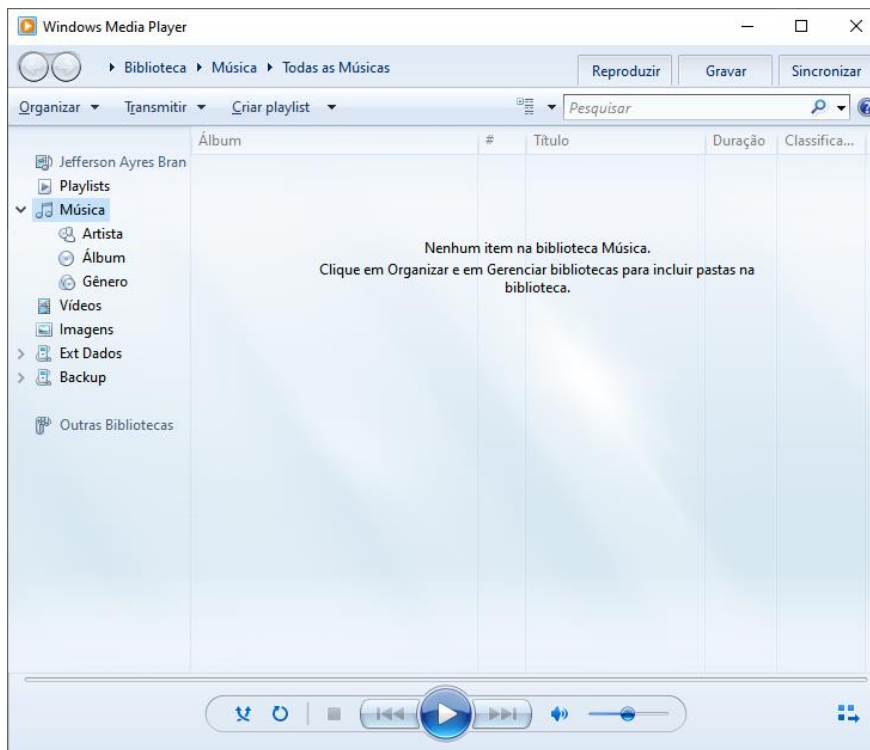 Windows Media Player
Biblioteca Música Todas as Músicas
Reproduzir Gravar Sincronizar
Organizar Transmitir Criar playlist Pesquisar
Álbum # Título Duração Classifica...
Jefferson Ayres Bran
Playlists
Música
Artista
Álbum
Gênero
Vídeos
Imagens
Ext Dados
Backup
Outras Bibliotecas
Nenhum item na biblioteca Música.
Clique em Organizar e em Gerenciar bibliotecas para incluir pastas na
biblioteca.